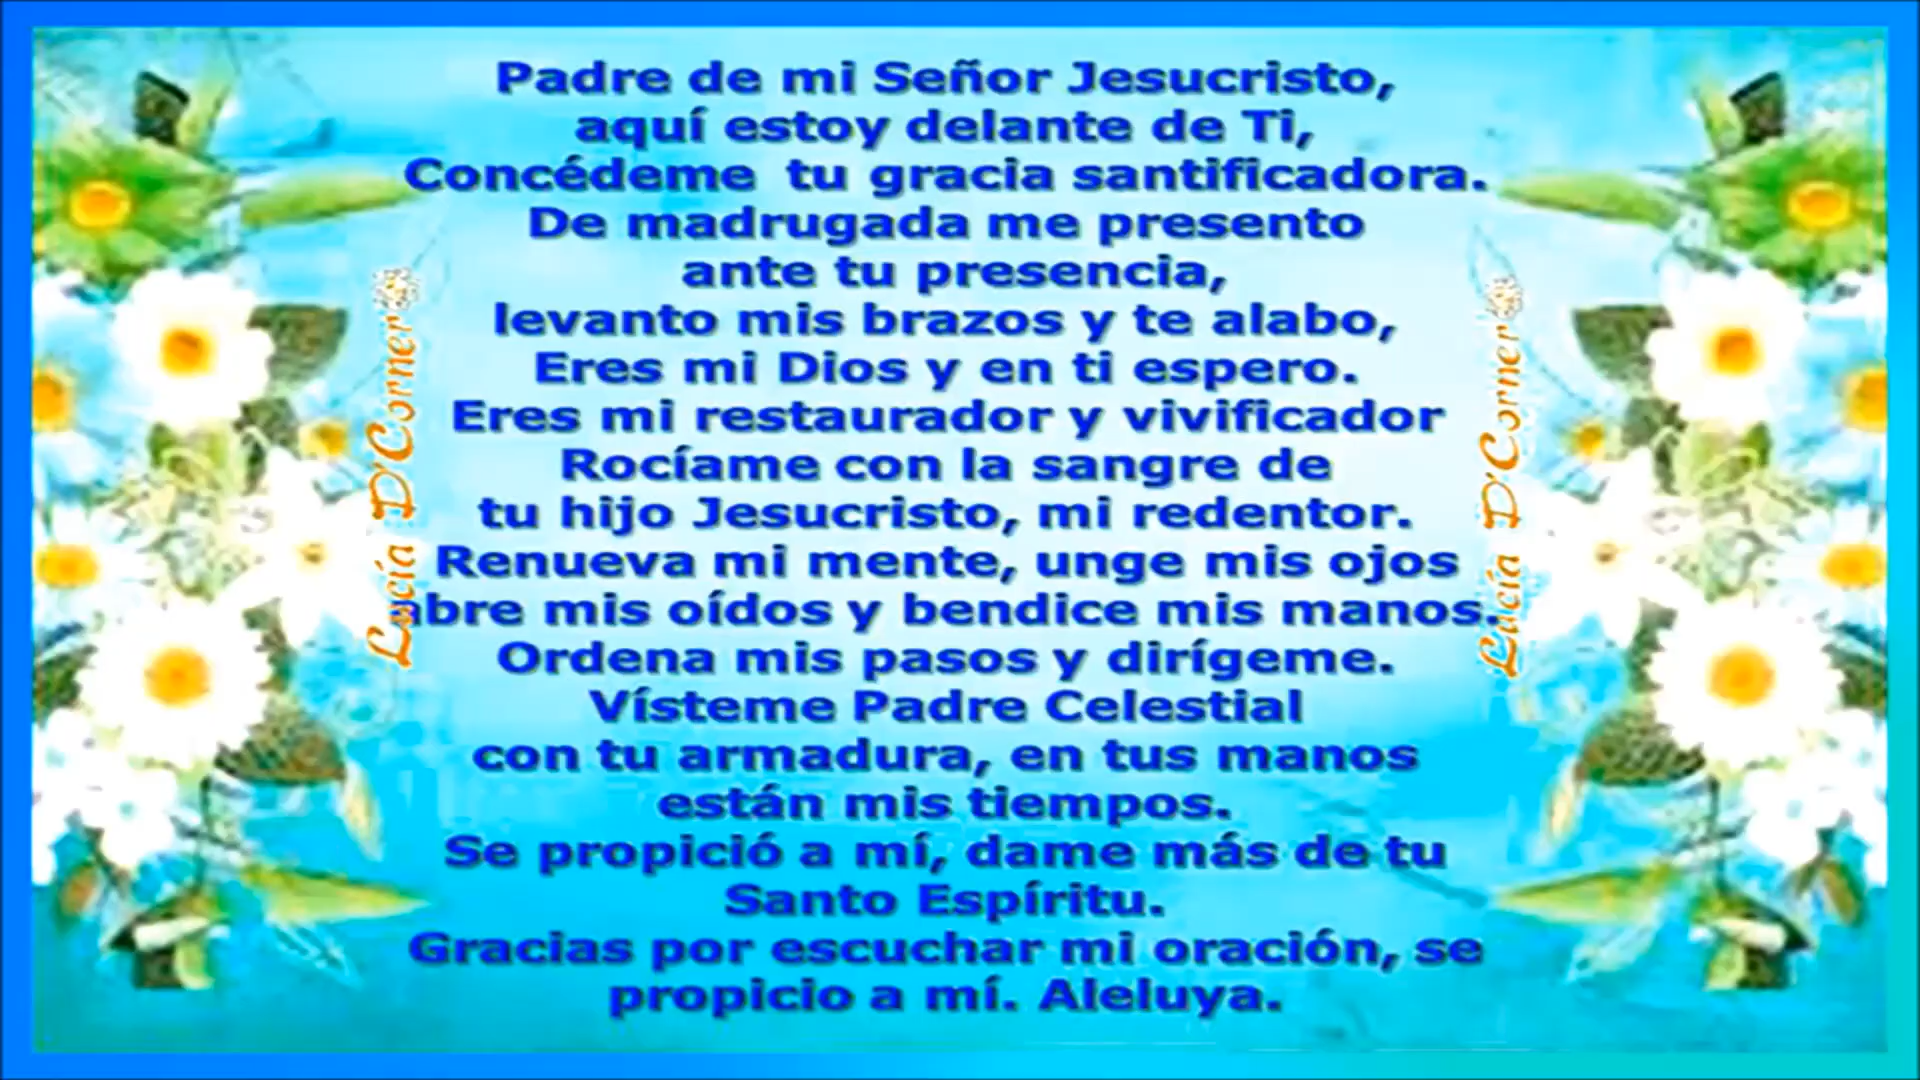 Padre de mi Señor Jesucristo,
aquí estoy delante de Ti,
Concédeme tu gracia santificadora.
De madrugada me presento
ante tu presencia,
levanto mis brazos y te alabo,
Eres mi Dios y en ti espero.
Eres mi restaurador y vivificador
Rocíame con la sangre de
tu hijo Jesucristo, mi redentor.
Renueva mi mente, unge mis ojos
abre mis oídos y bendice mis manos.
Ordena mis pasos y dirígeme.
Vísteme Padre Celestial
con tu armadura, en tus manos
están mis tiempos.
Se propició a mí, dame más de tu
Santo Espíritu.
Gracias por escuchar mi oración, se
propicio a mí. Aleluya.
Lucía D'Corner
Lucía D'Corner